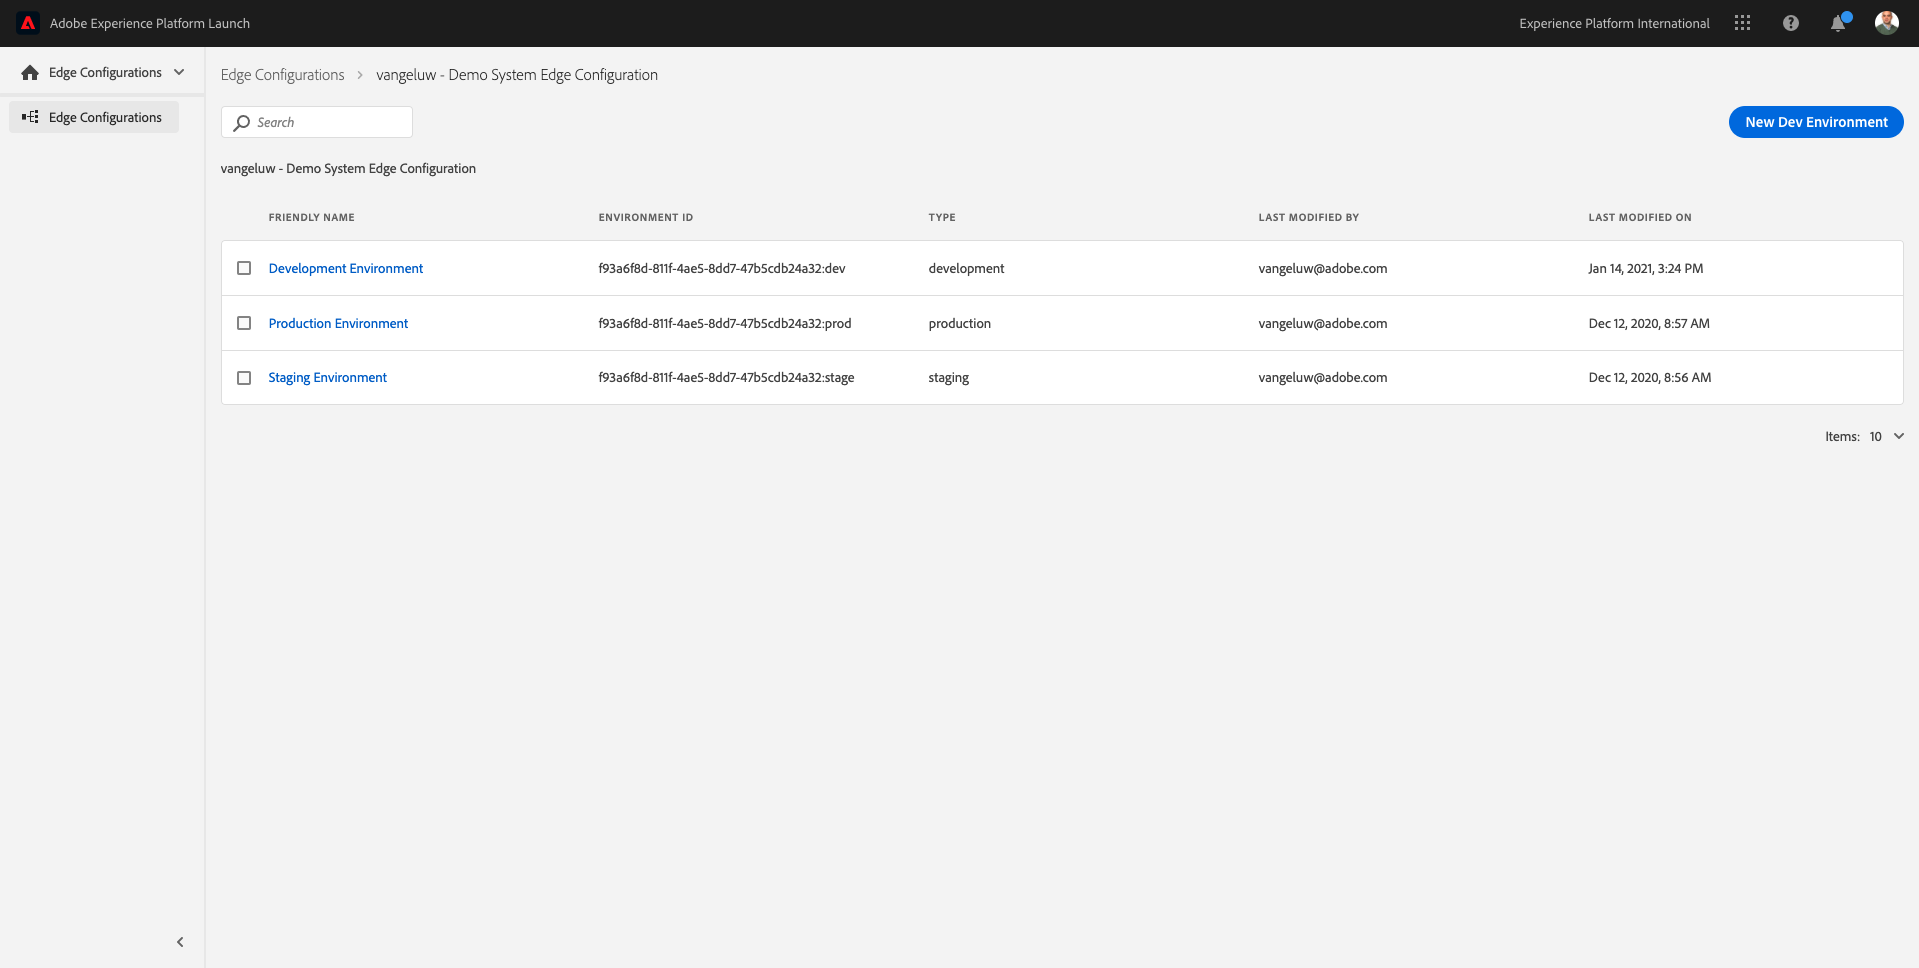 Adobe Experience Platform Launch
Experience Platform International
Edge Configurations
Edge Configurations
Edge Configurations > vangeluw - Demo System Edge Configuration
Search
New Dev Environment
vangeluw - Demo System Edge Configuration
FRIENDLY NAME ENVIRONMENT ID TYPE LAST MODIFIED BY LAST MODIFIED ON
Development Environment f93a6f8d-811f-4ae5-8dd7-47b5cdb24a32:dev development vangeluw@adobe.com Jan 14, 2021, 3:24 PM
Production Environment f93a6f8d-811f-4ae5-8dd7-47b5cdb24a32:prod production vangeluw@adobe.com Dec 12, 2020, 8:57 AM
Staging Environment f93a6f8d-811f-4ae5-8dd7-47b5cdb24a32:stage staging vangeluw@adobe.com Dec 12, 2020, 8:56 AM
Items: 10